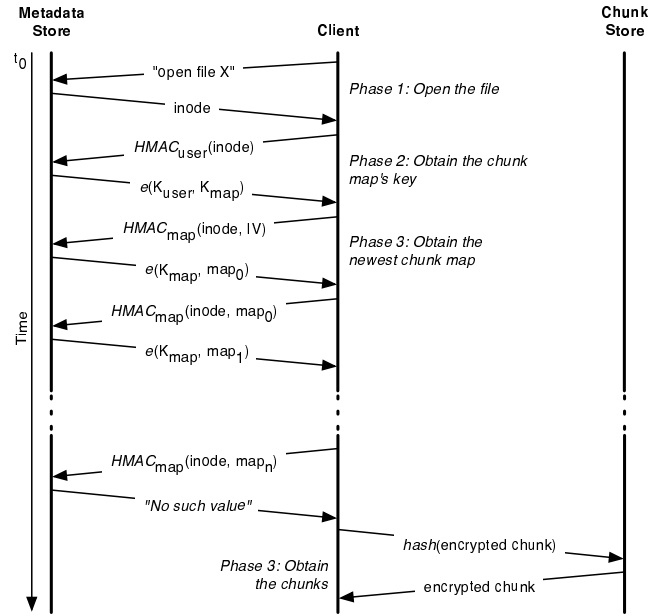 Metadata
Store
Client
Chunk
Store
t0
"open file X"
Phase 1: Open the file
inode
HMACuser(inode)
Phase 2: Obtain the chunk
map's key
e(Kuser, Kmap)
HMACmap(inode, IV)
Phase 3: Obtain the
newest chunk map
e(Kmap, map0)
HMACmap(inode, map0)
Time
e(Kmap, map1)
HMACmap(inode, mapn)
"No such value"
hash(encrypted chunk)
Phase 3: Obtain
the chunks
encrypted chunk